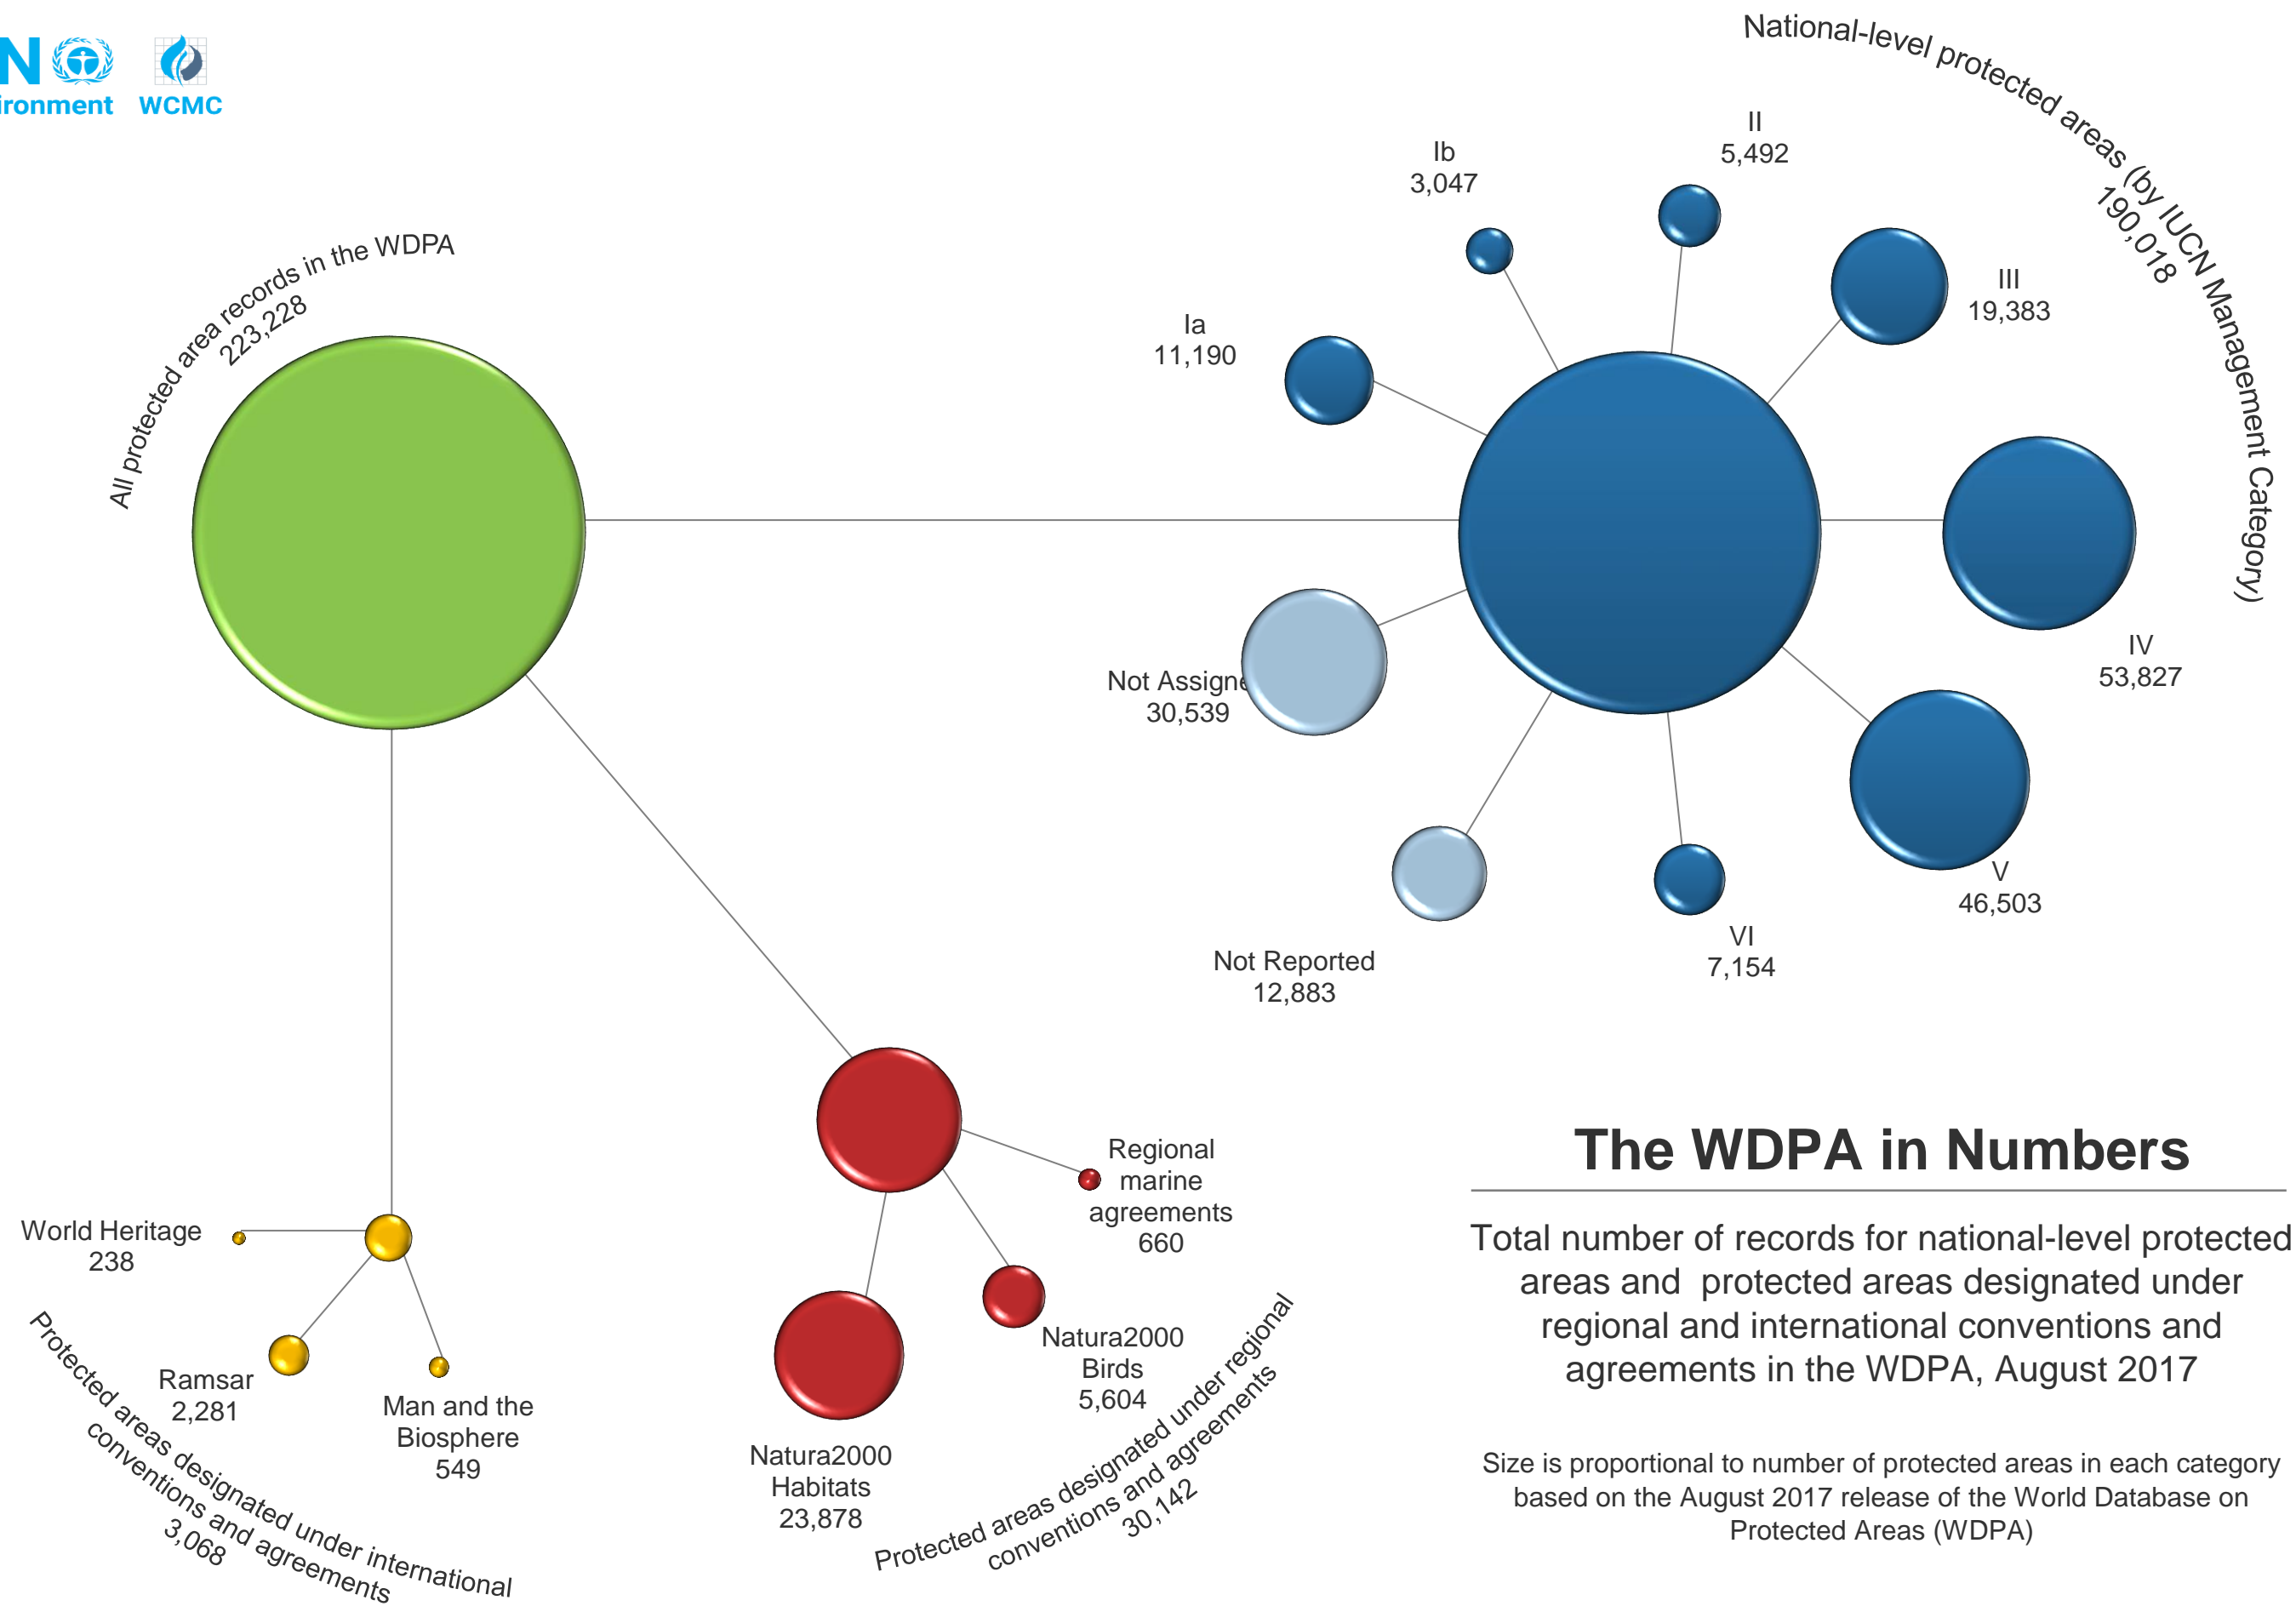 N
ironment WCMC
All protected area records in the WDPA
223,228
National-level protected areas (by IUCN Management Category)
190,018
Ia
11,190
Ib
3,047
II
5,492
III
19,383
IV
53,827
V
46,503
VI
7,154
Not Reported
12,883
Not Assigne
30,539
World Heritage
238
Ramsar
2,281
Man and the
Biosphere
549
Protected areas designated under international
conventions and agreements
3,068
Regional
marine
agreements
660
Natura2000
Birds
5,604
Natura2000
Habitats
23,878
Protected areas designated under regional
conventions and agreements
30,142
The WDPA in Numbers
Total number of records for national-level protected
areas and  protected areas designated under
regional and international conventions and
agreements in the WDPA, August 2017
Size is proportional to number of protected areas in each category
based on the August 2017 release of the World Database on
Protected Areas (WDPA)